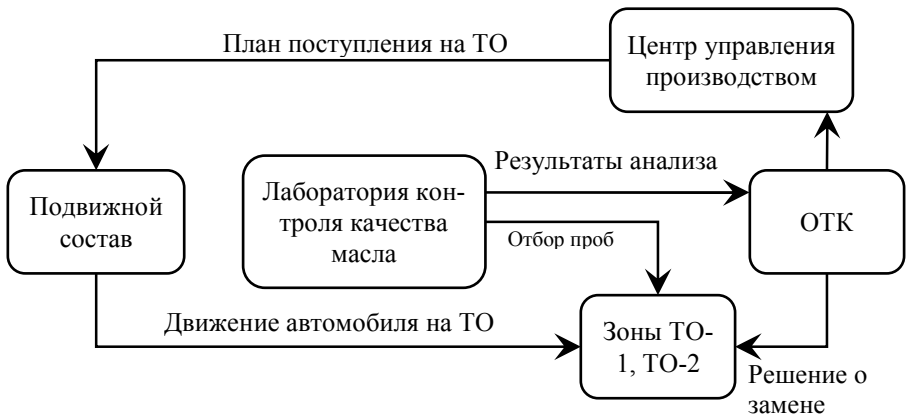 План поступления на ТО
Центр управления
производством
Результаты анализа
Подвижной
состав
Лаборатория кон-
троля качества
масла
ОТК
Отбор проб
Движение автомобиля на ТО
Зоны ТО-
1, ТО-2
Решение о
замене